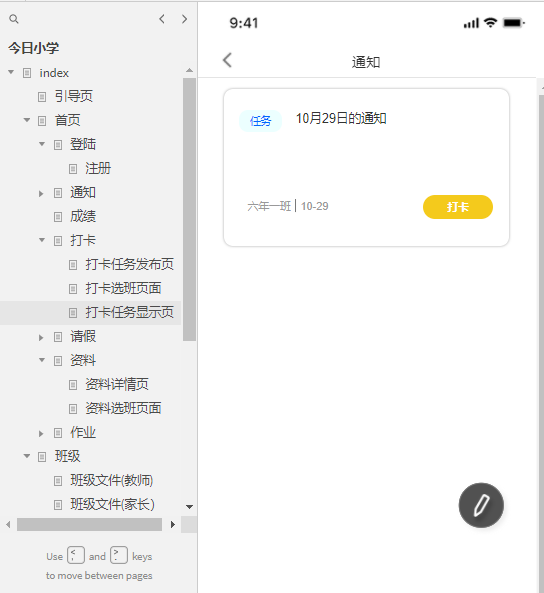 今日小学
index
引导页
首页
登陆
注册
通知
成绩
打卡
打卡任务发布页
打卡选班页面
打卡任务显示页
请假
资料
资料详情页
资料选班页面
作业
班级
班级文件(教师)
班级文件(家长)
Use < , and > . keys
to move between pages
9:41
通知
任务 10月29日的通知
六年一班 | 10-29 打卡